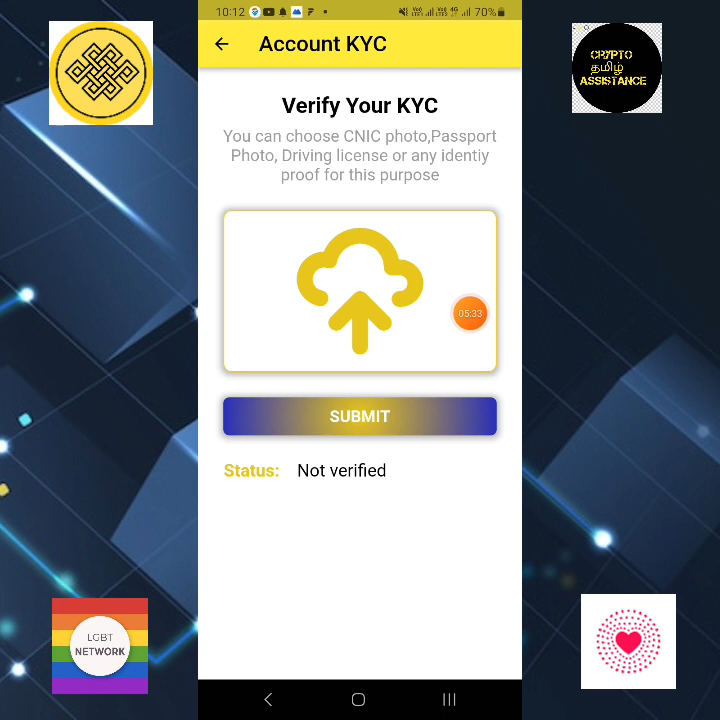 10:12
70%
Account KYC
Verify Your KYC
You can choose CNIC photo,Passport
Photo, Driving license or any identiy
proof for this purpose
05:33
SUBMIT
Status: Not verified
CRYPTO
தமிழ்
ASSISTANCE
LGBT
NETWORK